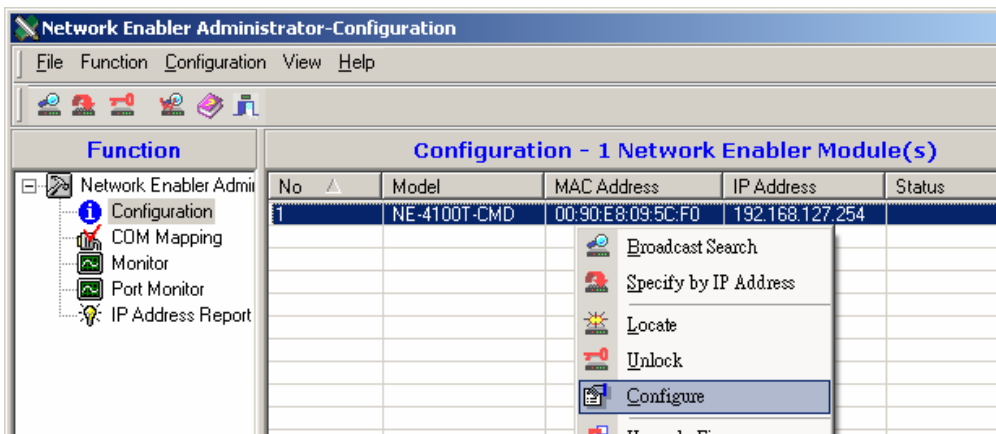 Network Enabler Administrator-Configuration
File Function Configuration View Help
Function
Configuration - 1 Network Enabler Module(s)
Network Enabler Admi
Configuration
COM Mapping
Monitor
Port Monitor
IP Address Report
No Model MAC Address IP Address Status
1 NE-4100T-CMD 00:90:E8:09:5C:F0 192.168.127.254
Broadcast Search
Specify by IP Address
Locate
Unlock
Configure